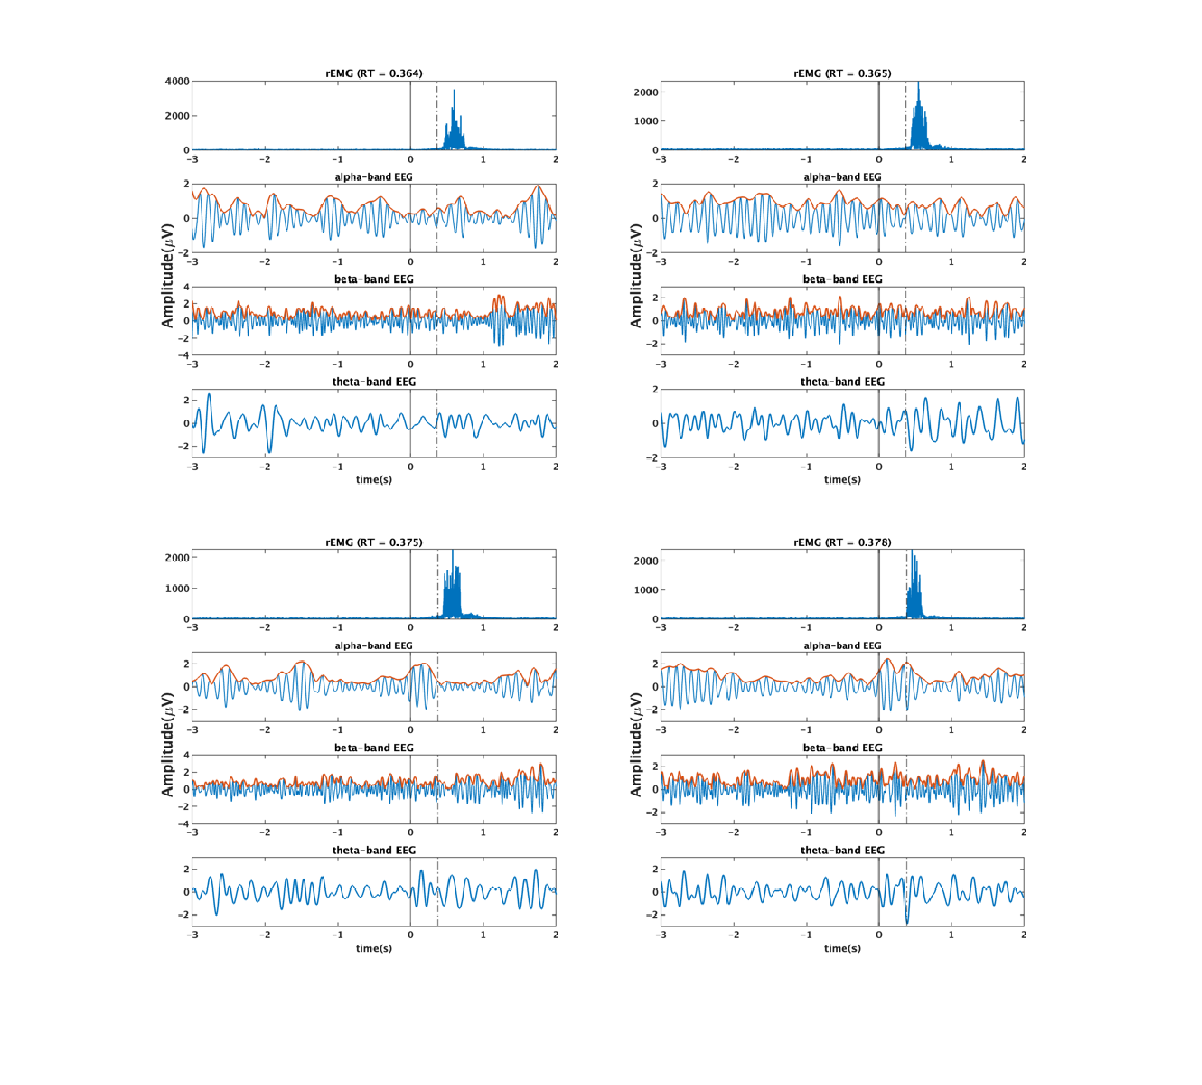 rEMG (RT = 0.364)
4000
2000
0
-3 -2 -1 0 1 2
alpha-band EEG
2
0
-2
-3 -2 -1 0 1 2
beta-band EEG
4
2
0
-2
-4
-3 -2 -1 0 1 2
theta-band EEG
2
0
-2
-3 -2 -1 0 1 2
time(s)
Amplitude(μV)
rEMG (RT = 0.365)
2000
1000
0
-3 -2 -1 0 1 2
alpha-band EEG
2
0
-2
-3 -2 -1 0 1 2
beta-band EEG
2
0
-2
-3 -2 -1 0 1 2
theta-band EEG
2
0
-2
-3 -2 -1 0 1 2
time(s)
Amplitude(μV)
rEMG (RT = 0.375)
2000
1000
0
-3 -2 -1 0 1 2
alpha-band EEG
2
0
-2
-3 -2 -1 0 1 2
beta-band EEG
4
2
0
-2
-4
-3 -2 -1 0 1 2
theta-band EEG
2
0
-2
-3 -2 -1 0 1 2
time(s)
Amplitude(μV)
rEMG (RT = 0.378)
2000
1000
0
-3 -2 -1 0 1 2
alpha-band EEG
2
0
-2
-3 -2 -1 0 1 2
beta-band EEG
2
0
-2
-3 -2 -1 0 1 2
theta-band EEG
2
0
-2
-3 -2 -1 0 1 2
time(s)
Amplitude(μV)